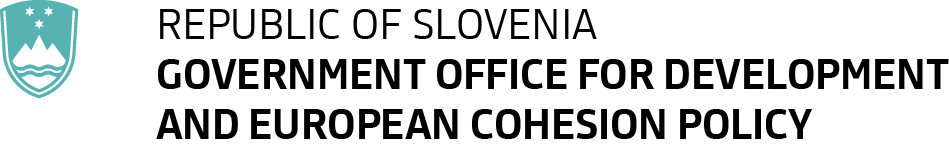 REPUBLIC OF SLOVENIA
GOVERNMENT OFFICE FOR DEVELOPMENT
AND EUROPEAN COHESION POLICY